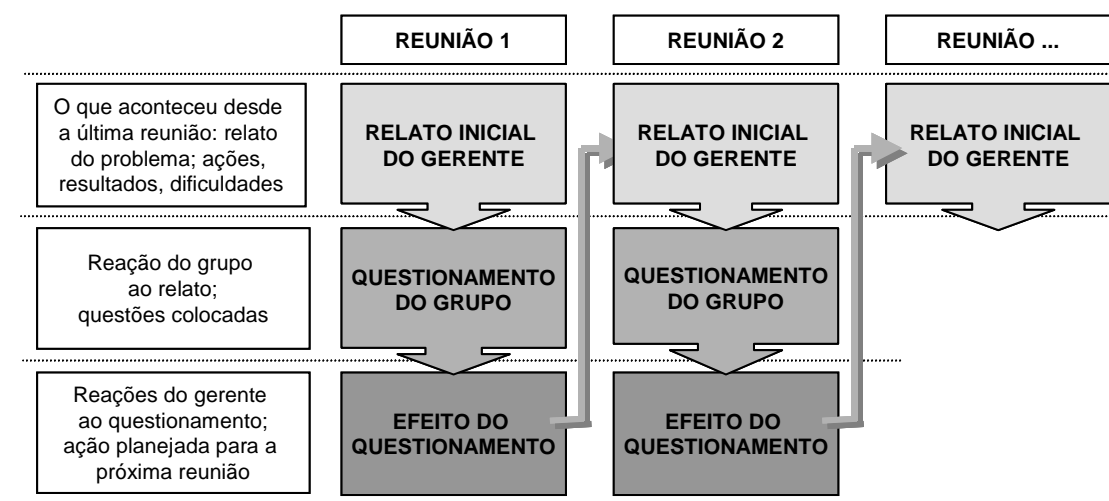 REUNIÃO 1
REUNIÃO 2
REUNIÃO ...
O que aconteceu desde
a última reunião: relato
do problema; ações,
resultados, dificuldades
RELATO INICIAL
DO GERENTE
RELATO INICIAL
DO GERENTE
RELATO INICIAL
DO GERENTE
Reação do grupo
ao relato;
questões colocadas
QUESTIONAMENTO
DO GRUPO
QUESTIONAMENTO
DO GRUPO
Reações do gerente
ao questionamento;
ação planejada para a
próxima reunião
EFEITO DO
QUESTIONAMENTO
EFEITO DO
QUESTIONAMENTO